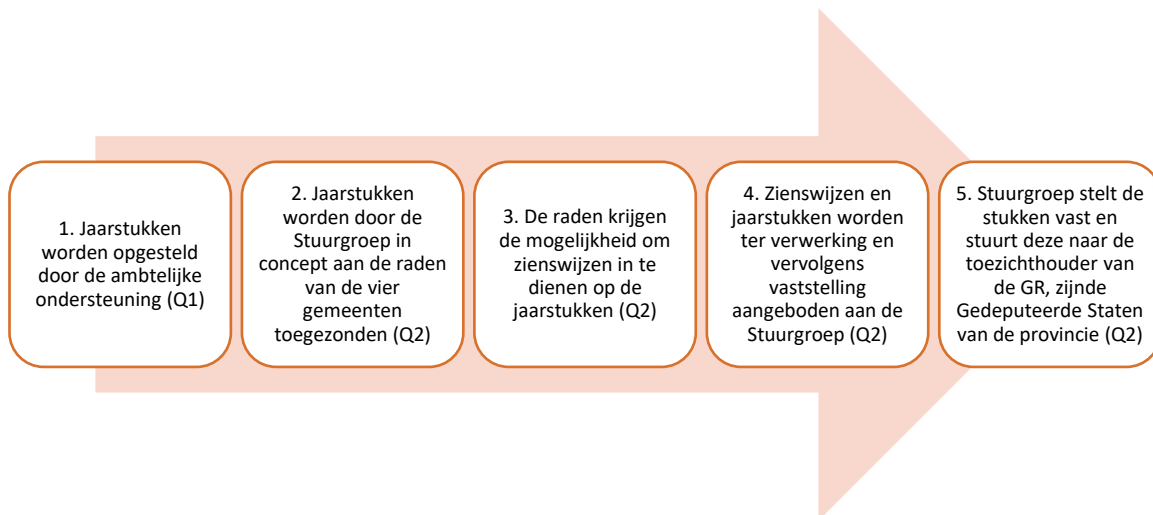 1. Jaarstukken
worden opgesteld
door de ambtelijke
ondersteuning (Q1)
2. Jaarstukken
worden door de
Stuurgroep in
concept aan de raden
van de vier
gemeenten
toegezonden (Q2)
3. De raden krijgen
de mogelijkheid om
zienswijzen in te
dienen op de
jaarstukken (Q2)
4. Zienswijzen en
jaarstukken worden
ter verwerking en
vervolgens
vaststelling
aangeboden aan de
Stuurgroep (Q2)
5. Stuurgroep stelt de
stukken vast en
stuurt deze naar de
toezichthouder van
de GR, zijnde
Gedeputeerde Staten
van de provincie (Q2)